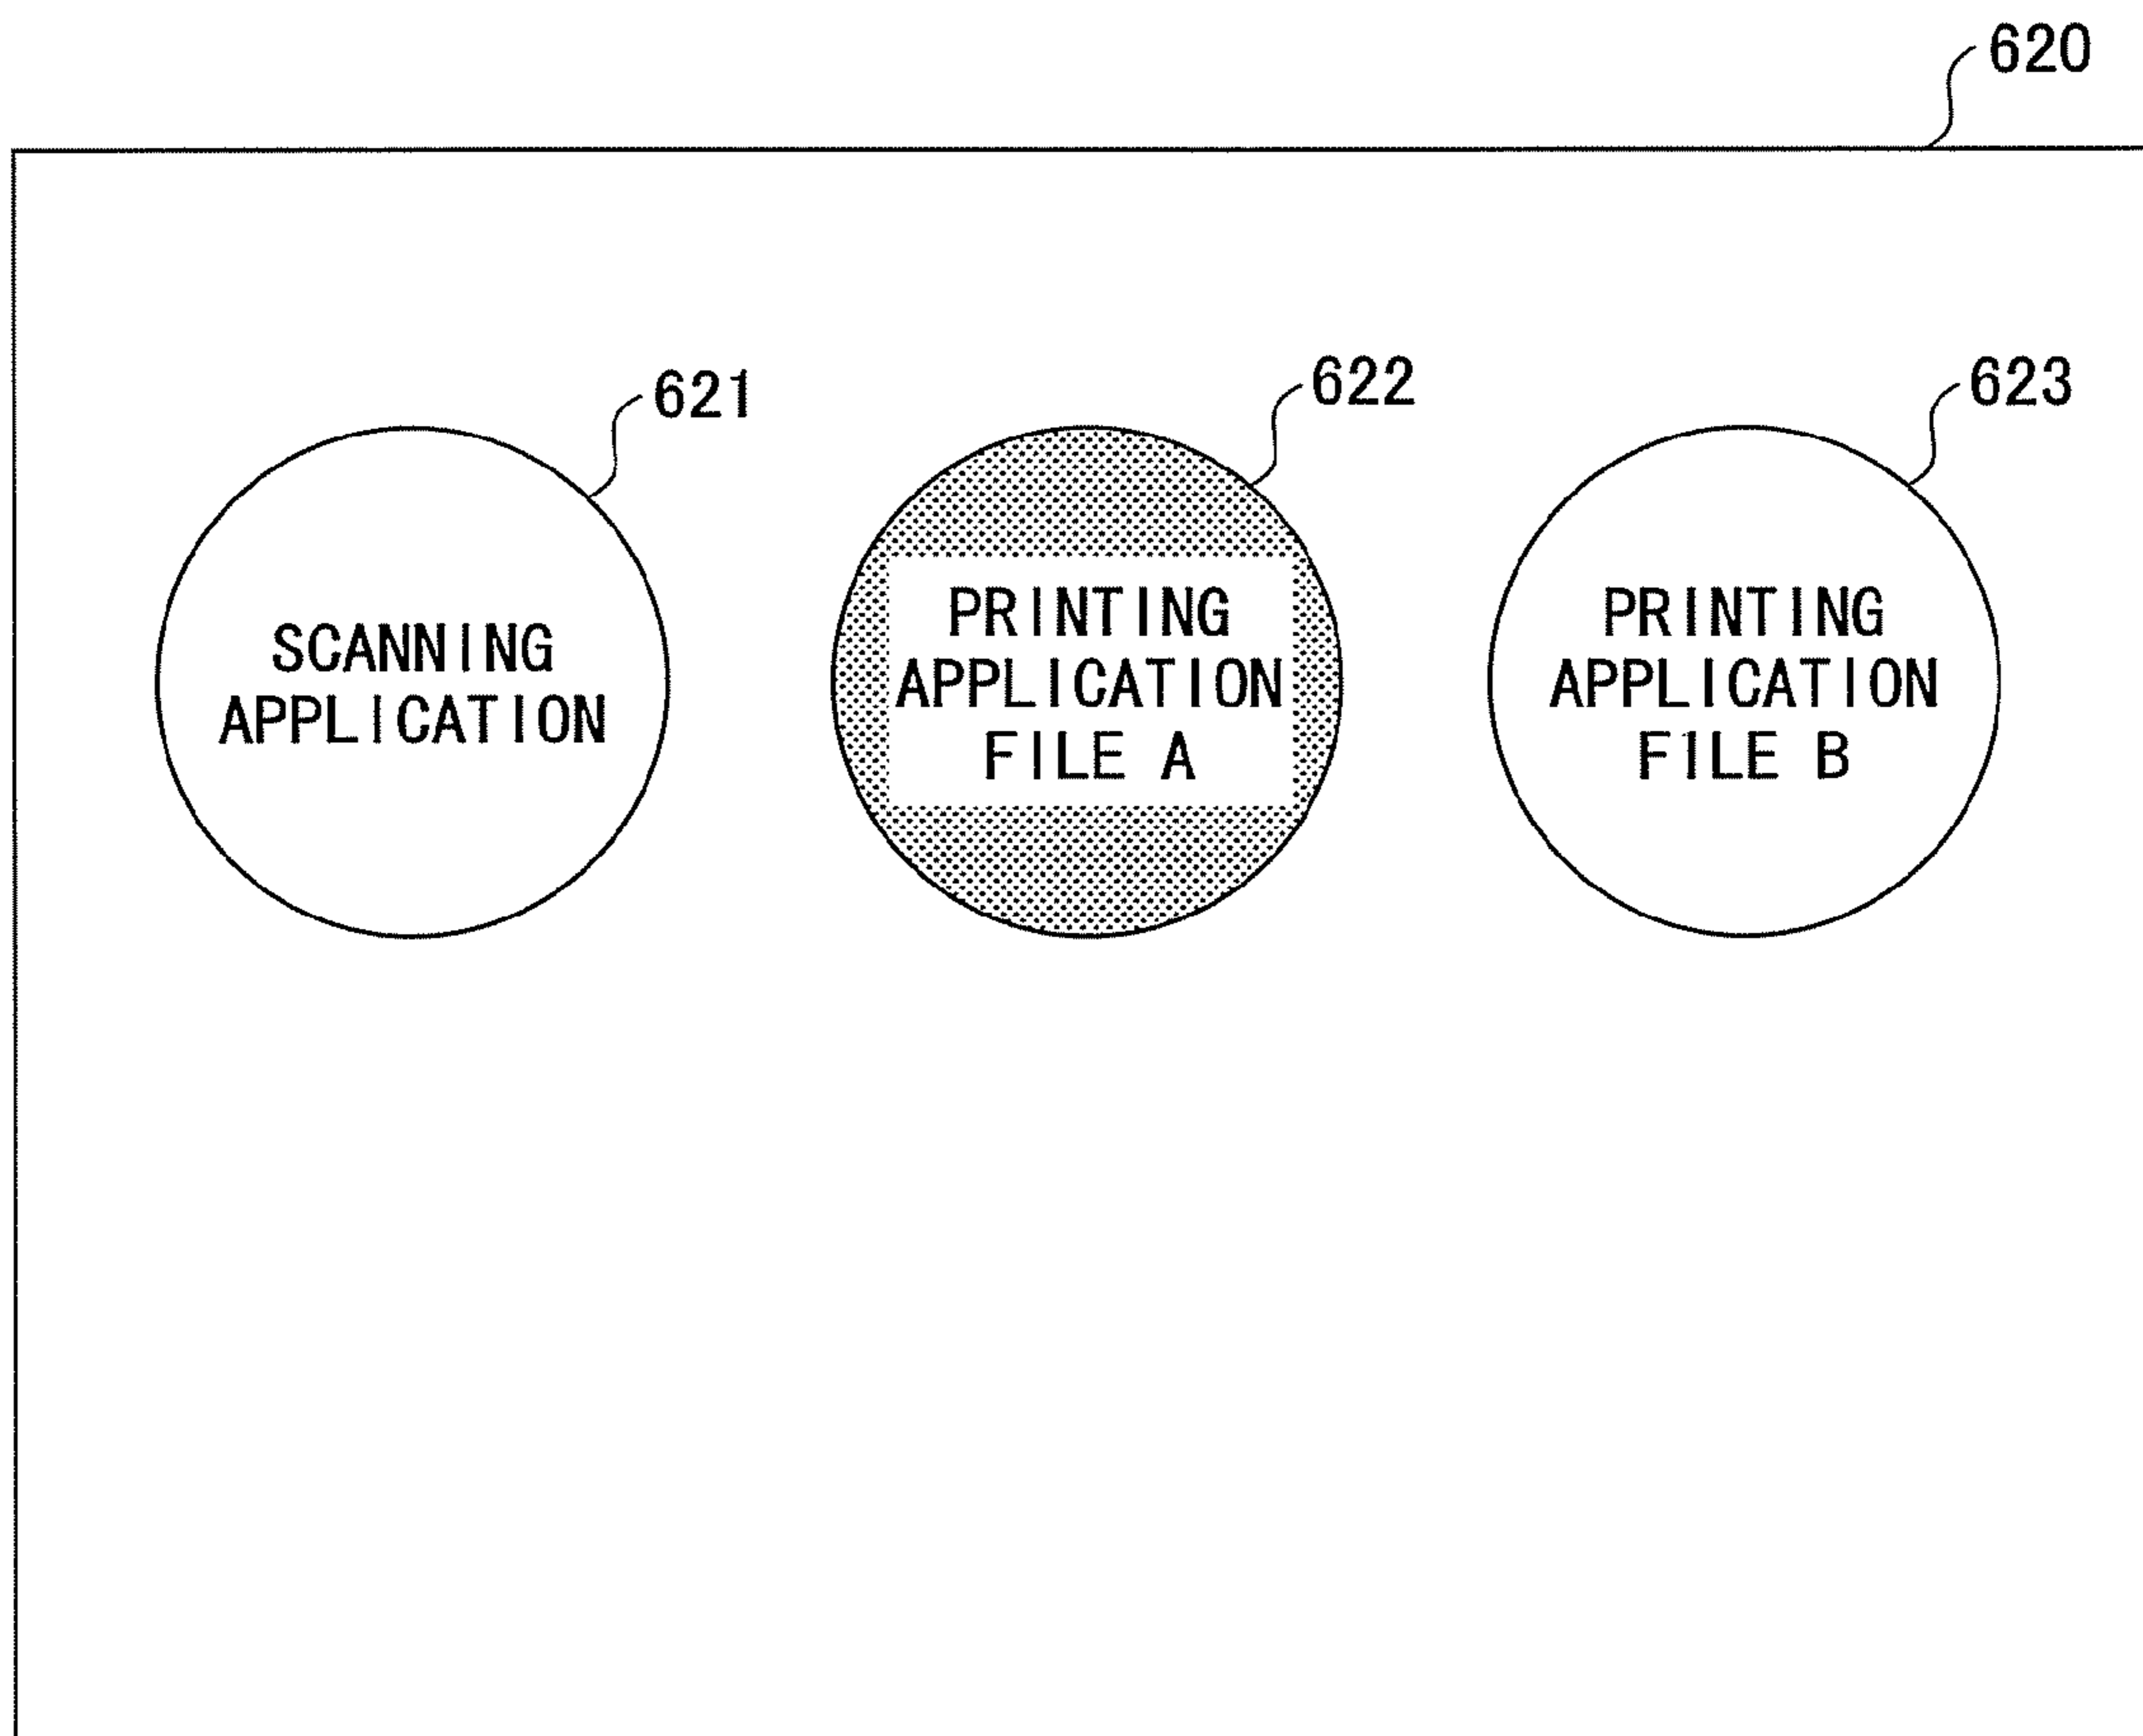 620
621
622
623
SCANNING
APPLICATION
PRINTING
APPLICATION
FILE A
PRINTING
APPLICATION
FILE B